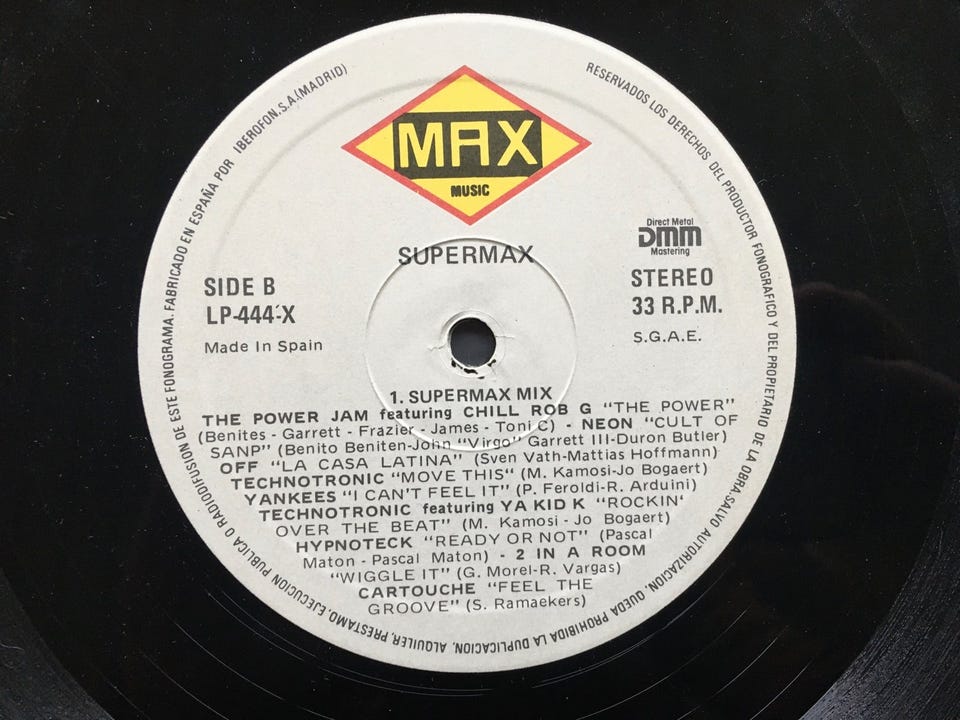 FABRICADO EN ESPAÑA POR IBEROFON.S.A.(MADRID)
RESERVADOS LOS DERECHOS DEL PRODUCTOR FONOGRAFICO Y DEL PROPIETARIO DE LA OBRA.SALVO AUTORIZACION, QUEDA PROHIBIDA LA DUPLICACION, ALQUILER, PRESTAMO, EJECUCION PUBLICA O RADIODIFUSION DE ESTE FONOGRAMA.
MAX
MUSIC
SUPERMAX
Direct Metal
DMM
Mastering
SIDE B
LP-444-X
Made In Spain
STEREO
33 R.P.M.
S.G.A.E.
1. SUPERMAX MIX
THE POWER JAM featuring CHILL ROB G "THE POWER"
(Benites - Garrett - Frazier - James - Toni C) - NEON "CULT OF
SANP" (Benito Beniten-John "Virgo" Garrett III-Duron Butler)
OFF "LA CASA LATINA" (Sven Vath-Mattias Hoffmann)
TECHNOTRONIC "MOVE THIS" (M. Kamosi-Jo Bogaert)
YANKEES "I CAN'T FEEL IT" (P. Feroldi-R. Arduini)
TECHNOTRONIC featuring YA KID K "ROCKIN'
OVER THE BEAT" (M. Kamosi - Jo Bogaert)
HYPNOTECK "READY OR NOT" (Pascal
Maton - Pascal Maton) - 2 IN A ROOM
"WIGGLE IT" (G. Morel-R. Vargas)
CARTOUCHE "FEEL THE
GROOVE" (S. Ramaekers)